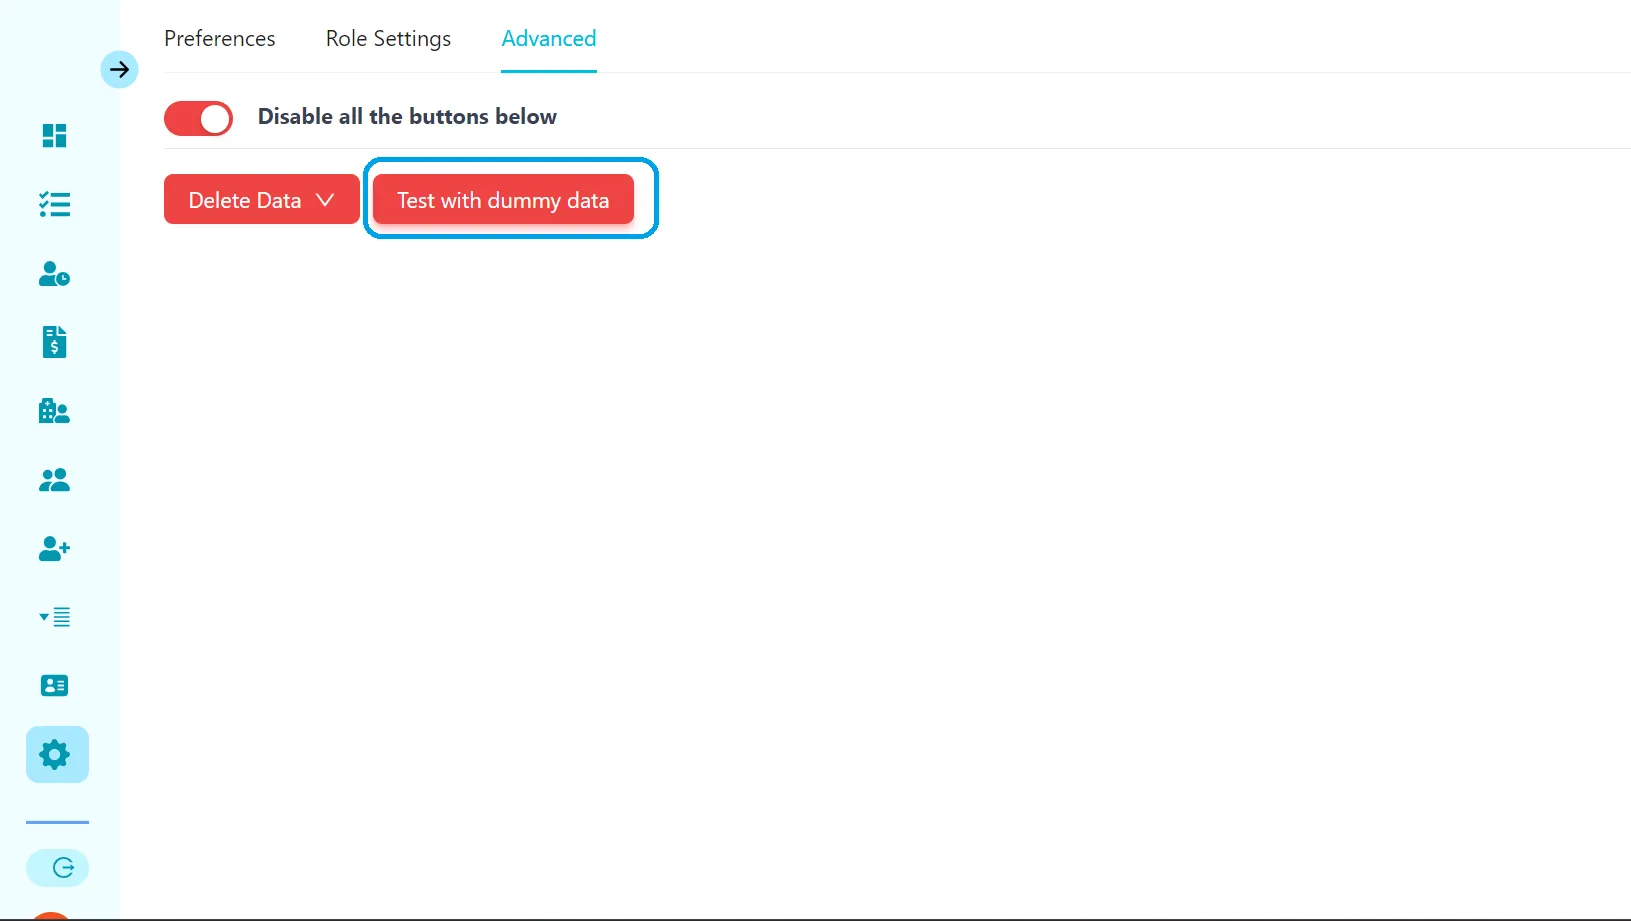 Preferences Role Settings Advanced
Disable all the buttons below
Delete Data Test with dummy data